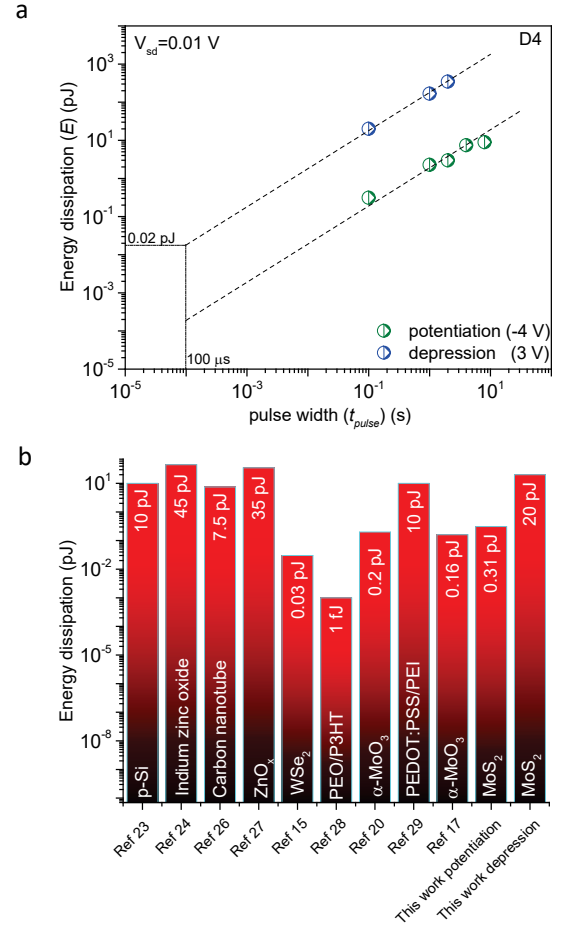 a
V_sd=0.01 V
D4
Energy dissipation (E) (pJ)
10^3
10^1
10^-1
10^-3
10^-5
0.02 pJ
100 μs
potentiation (-4 V)
depression (3 V)
10^-5
10^-3
10^-1
10^1
pulse width (t_pulse) (s)
b
Energy dissipation (pJ)
10^1
10^-2
10^-5
10^-8
10 pJ
45 pJ
7.5 pJ
35 pJ
0.03 pJ
1 fJ
0.2 pJ
10 pJ
0.16 pJ
0.31 pJ
20 pJ
p-Si
Indium zinc oxide
Carbon nanotube
ZnO_x
WSe_2
PEO/P3HT
α-MoO_3
PEDOT:PSS/PEI
α-MoO_3
MoS_2
MoS_2
Ref 23
Ref 24
Ref 26
Ref 27
Ref 15
Ref 28
Ref 20
Ref 29
Ref 17
This work potentiation
This work depression